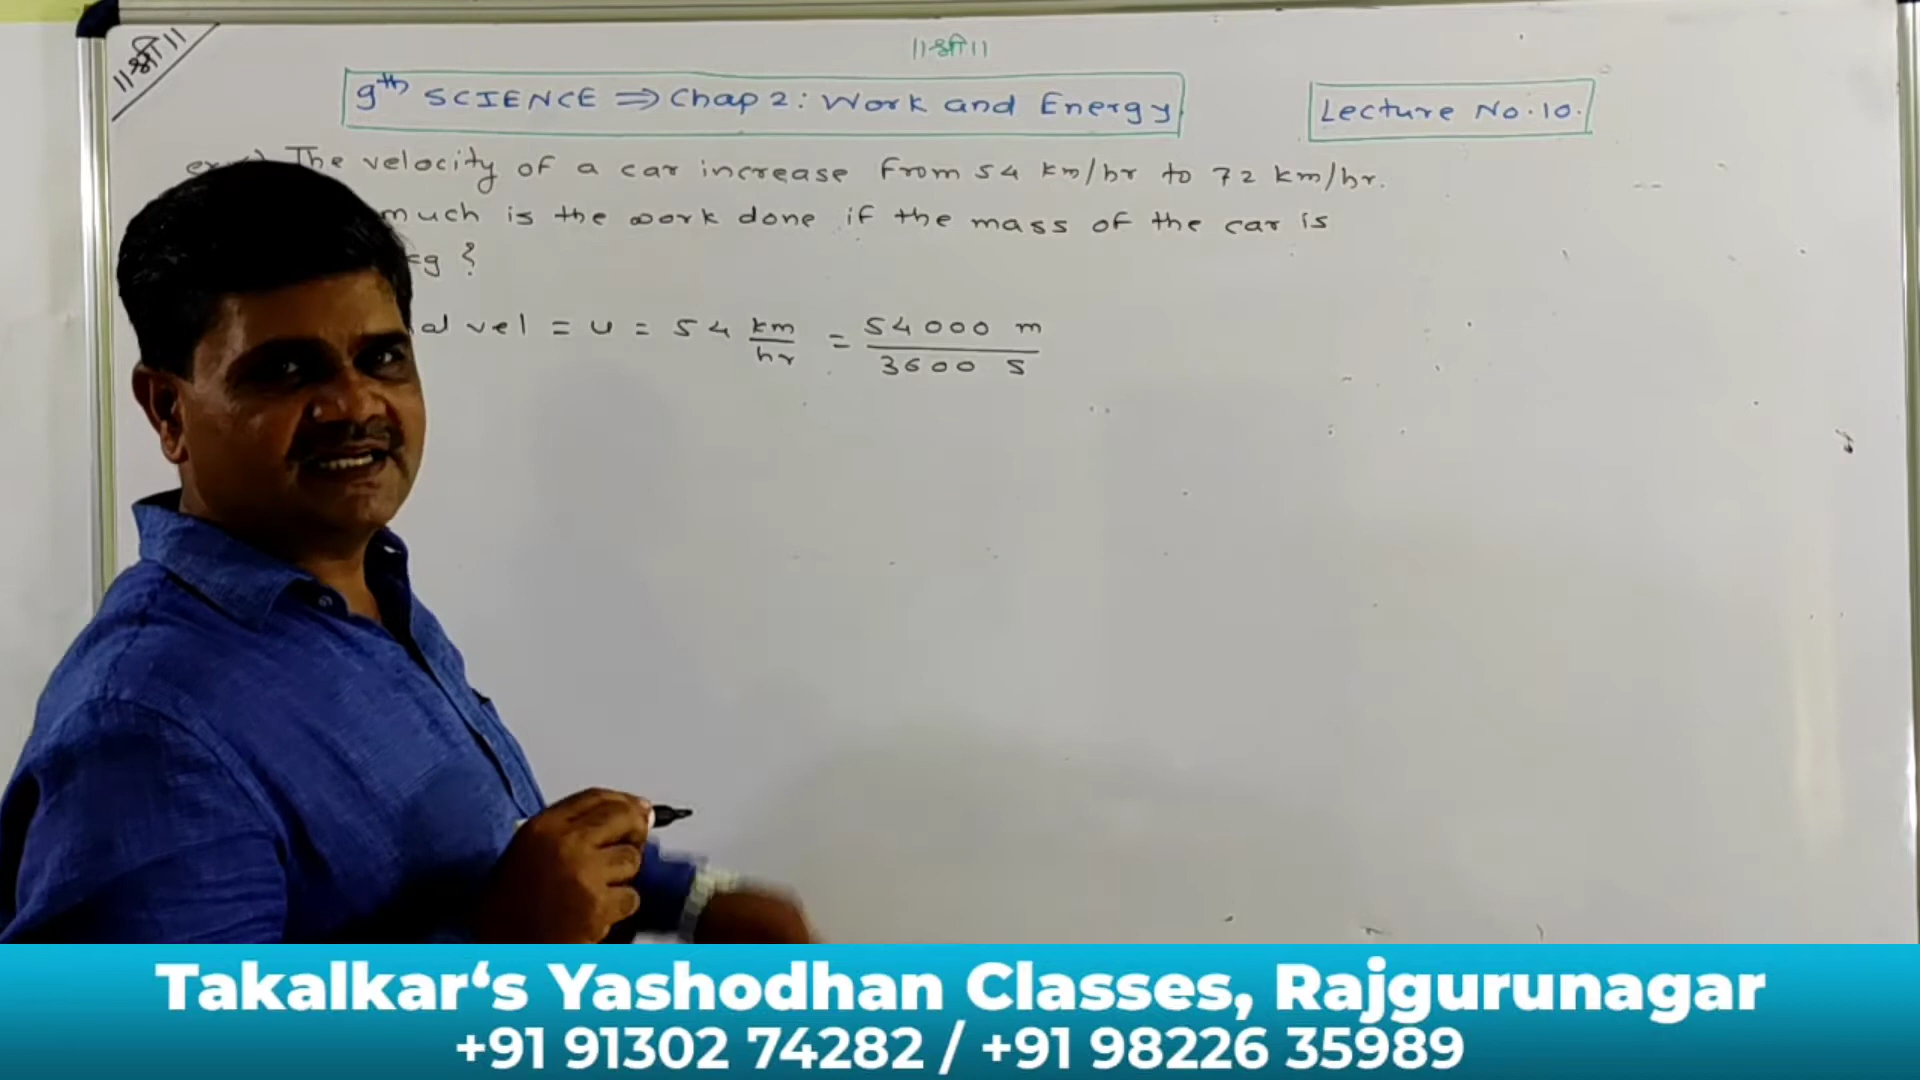 ॥श्री॥
॥श्री॥
9th SCIENCE ⇒ Chap 2: Work and Energy
Lecture No. 10.
The velocity of a car increase from 54 km/hr to 72 km/hr.
much is the work done if the mass of the car is
kg ?
al vel = u = 54 km/hr = 54000 m / 3600 s
Takalkar‘s Yashodhan Classes, Rajgurunagar
+91 91302 74282 / +91 98226 35989